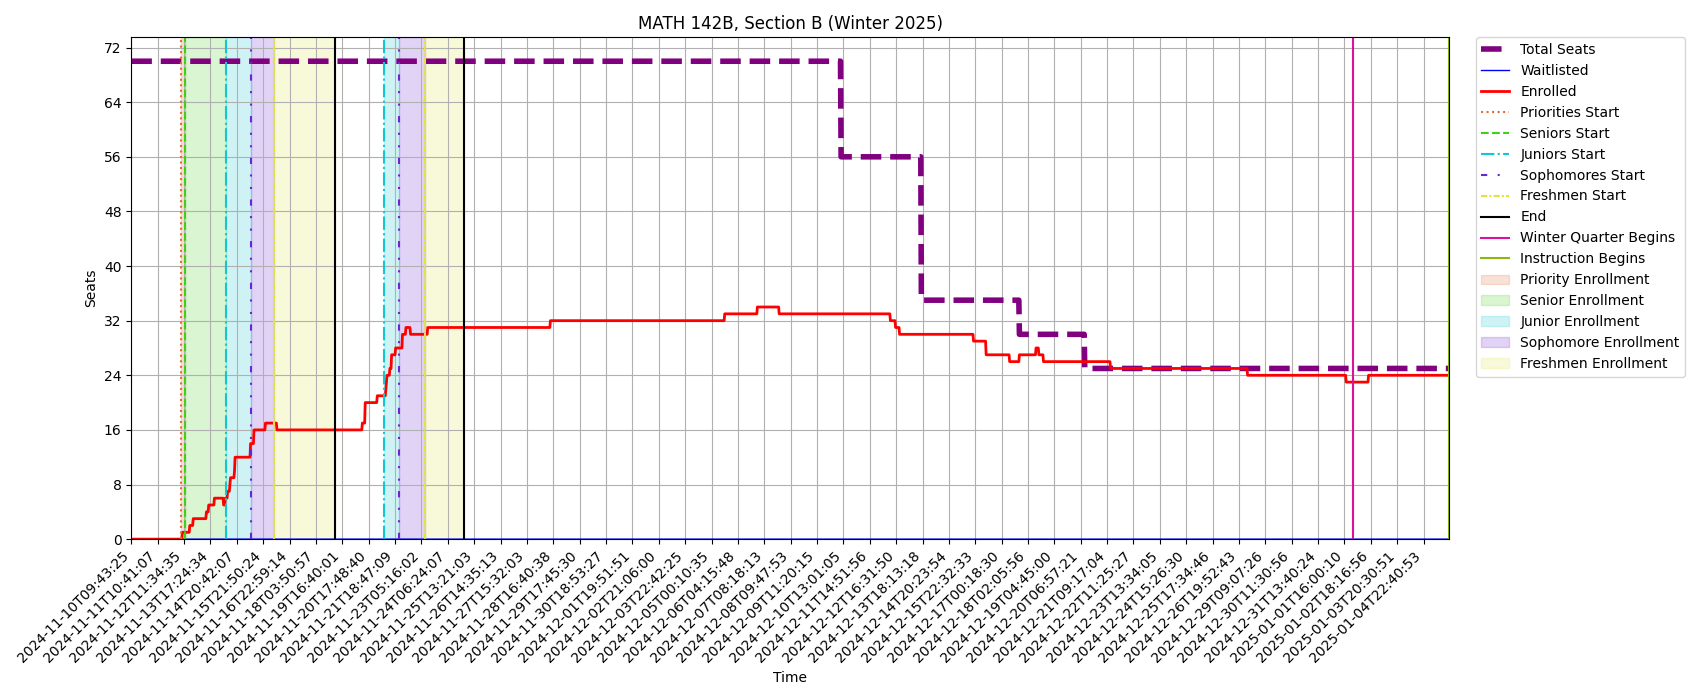 MATH 142B, Section B (Winter 2025)
Seats
72
64
56
48
40
32
24
16
8
0
2024-11-10T09:43:25
2024-11-11T10:41:07
2024-11-12T11:34:35
2024-11-13T17:24:34
2024-11-14T20:42:07
2024-11-15T21:50:24
2024-11-16T22:59:14
2024-11-18T03:50:57
2024-11-19T16:40:01
2024-11-20T17:48:40
2024-11-21T18:47:09
2024-11-23T05:16:02
2024-11-24T06:24:07
2024-11-25T13:21:03
2024-11-26T14:35:13
2024-11-27T15:32:03
2024-11-28T16:40:38
2024-11-29T17:45:30
2024-11-30T18:53:27
2024-12-01T19:51:51
2024-12-02T21:06:00
2024-12-03T22:42:25
2024-12-05T00:10:35
2024-12-06T04:15:48
2024-12-07T08:18:13
2024-12-08T09:47:53
2024-12-09T11:20:15
2024-12-10T13:01:05
2024-12-11T14:51:56
2024-12-12T16:31:50
2024-12-13T18:13:18
2024-12-14T20:23:54
2024-12-15T22:32:33
2024-12-17T00:18:30
2024-12-18T02:05:56
2024-12-19T04:45:00
2024-12-20T06:57:21
2024-12-21T09:17:04
2024-12-22T11:25:27
2024-12-23T13:34:05
2024-12-24T15:26:30
2024-12-25T17:34:46
2024-12-26T19:52:43
2024-12-29T09:07:26
2024-12-30T11:30:56
2024-12-31T13:40:24
2025-01-01T16:00:10
2025-01-02T18:16:56
2025-01-03T20:30:51
2025-01-04T22:40:53
Time
Total Seats
Waitlisted
Enrolled
Priorities Start
Seniors Start
Juniors Start
Sophomores Start
Freshmen Start
End
Winter Quarter Begins
Instruction Begins
Priority Enrollment
Senior Enrollment
Junior Enrollment
Sophomore Enrollment
Freshmen Enrollment